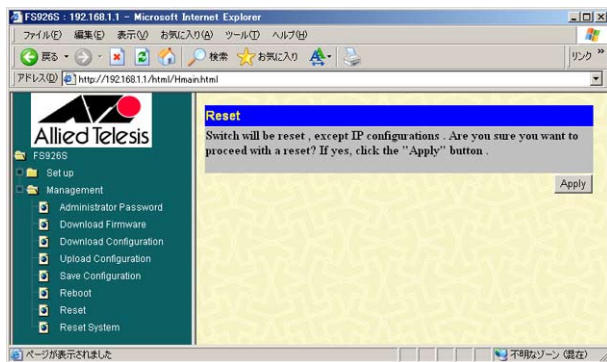 FS926S : 192.168.1.1 - Microsoft Internet Explorer
ファイル(F) 編集(E) 表示(V) お気に入り(A) ツール(T) ヘルプ(H)
戻る 検索 お気に入り リンク »
アドレス(D) http://192.168.1.1/html/Hmain.html
Allied Telesis
FS926S
Set up
Management
Administrator Password
Download Firmware
Download Configuration
Upload Configuration
Save Configuration
Reboot
Reset
Reset System
Reset
Switch will be reset , except IP configurations . Are you sure you want to
proceed with a reset? If yes, click the "Apply" button .
Apply
ページが表示されました 不明なゾーン (混在)